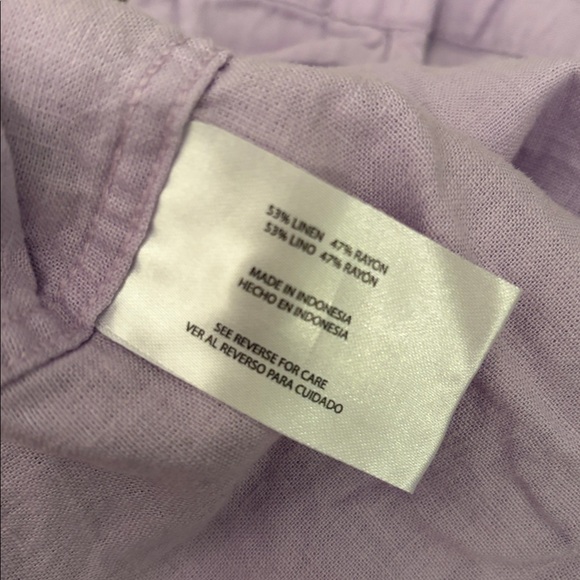 53% LINEN 47% RAYON
53% LINO 47% RAYÓN
MADE IN INDONESIA
HECHO EN INDONESIA
SEE REVERSE FOR CARE
VER AL REVERSO PARA CUIDADO